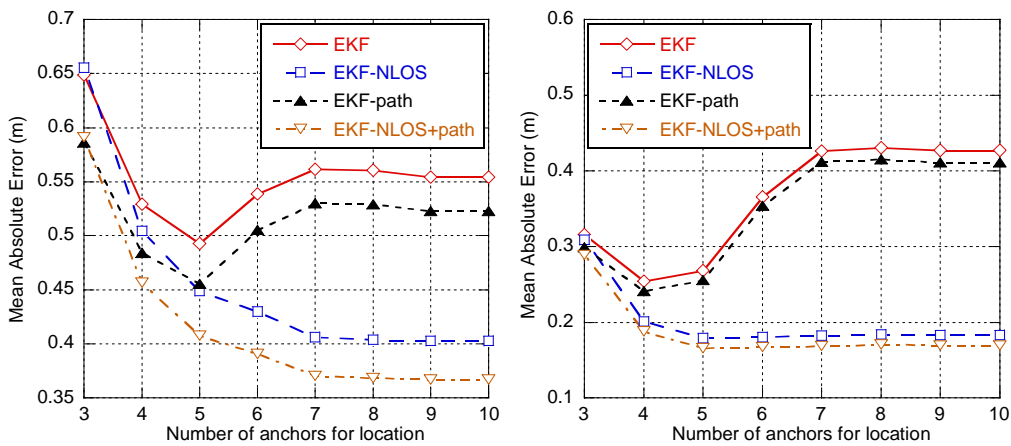 0.7
0.65
0.6
0.55
0.5
0.45
0.4
0.35
Mean Absolute Error (m)
EKF
EKF-NLOS
EKF-path
EKF-NLOS+path
3 4 5 6 7 8 9 10
Number of anchors for location
0.6
0.5
0.4
0.3
0.2
0.1
Mean Absolute Error (m)
EKF
EKF-NLOS
EKF-path
EKF-NLOS+path
3 4 5 6 7 8 9 10
Number of anchors for location